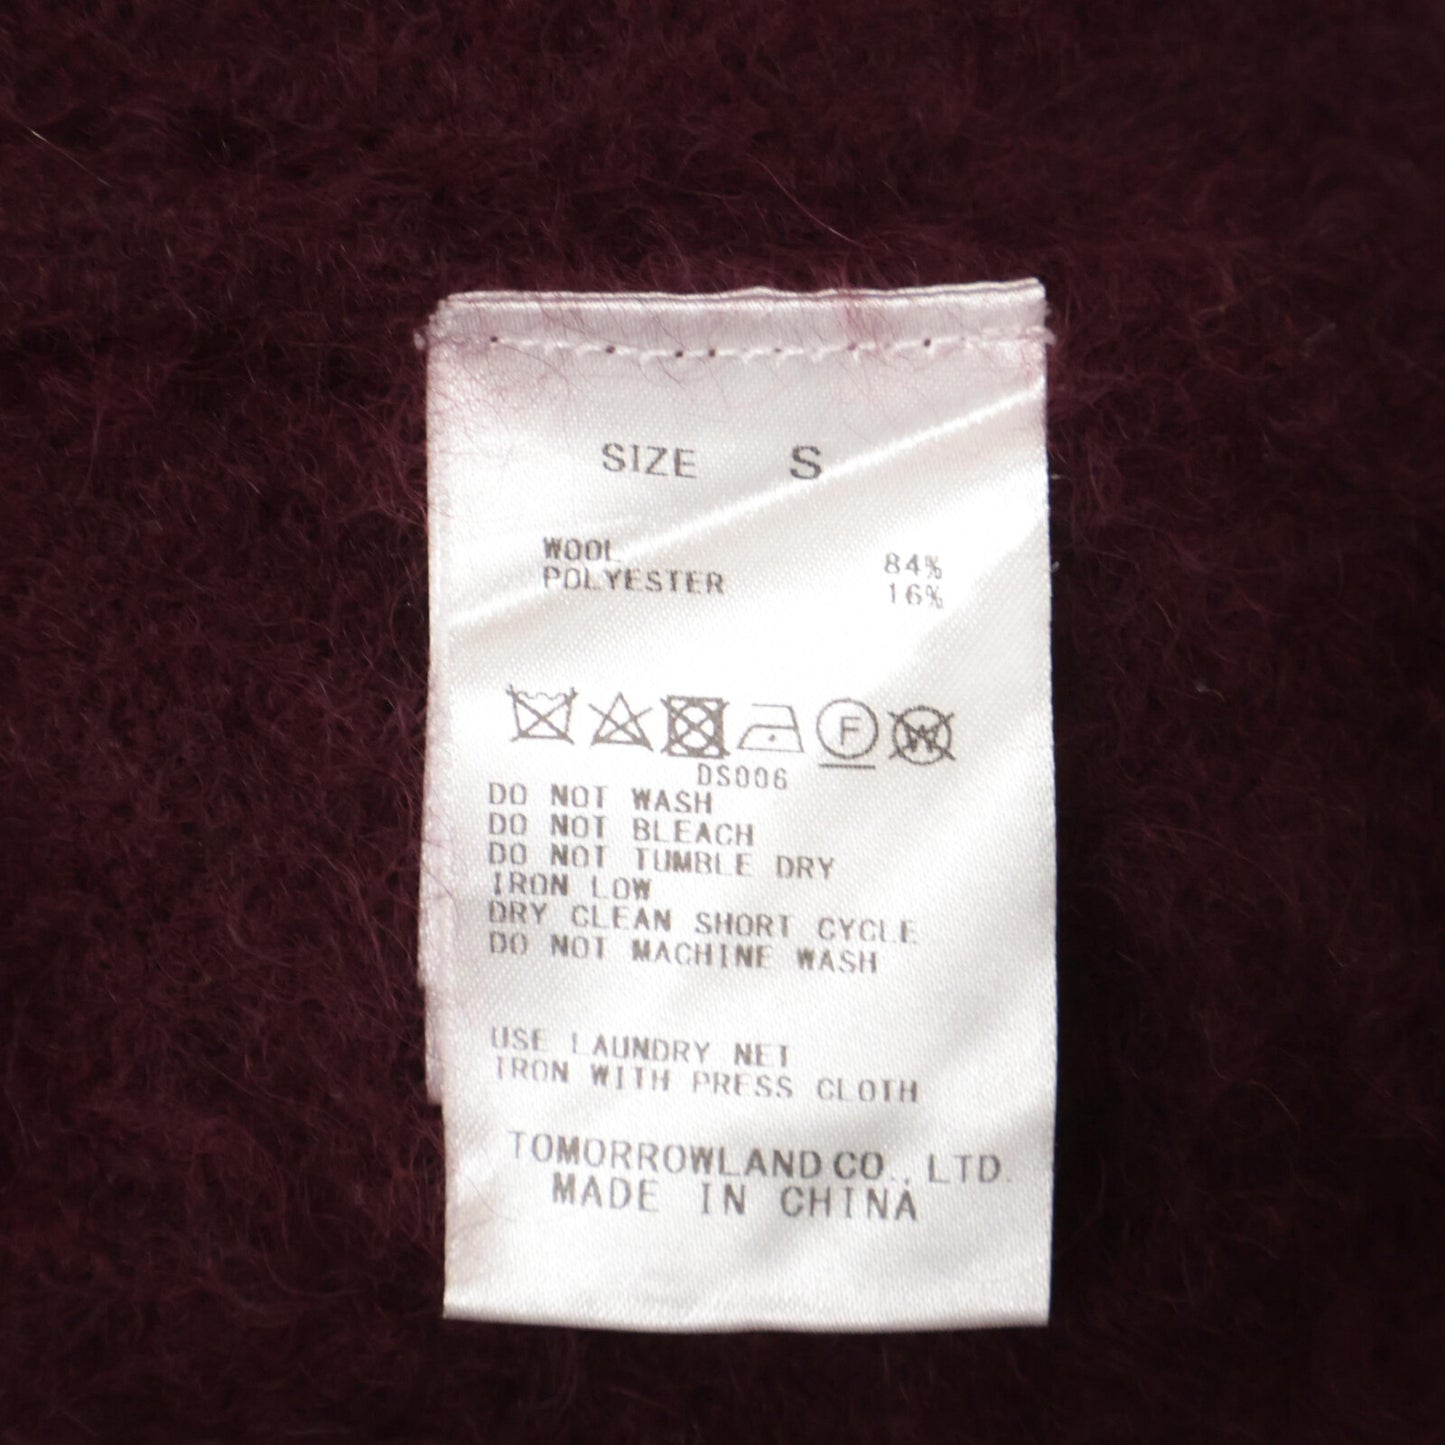 SIZE S
WOOL 84%
POLYESTER 16%
F W
DS006
DO NOT WASH
DO NOT BLEACH
DO NOT TUMBLE DRY
IRON LOW
DRY CLEAN SHORT CYCLE
DO NOT MACHINE WASH
USE LAUNDRY NET
IRON WITH PRESS CLOTH
TOMORROWLAND CO., LTD.
MADE IN CHINA